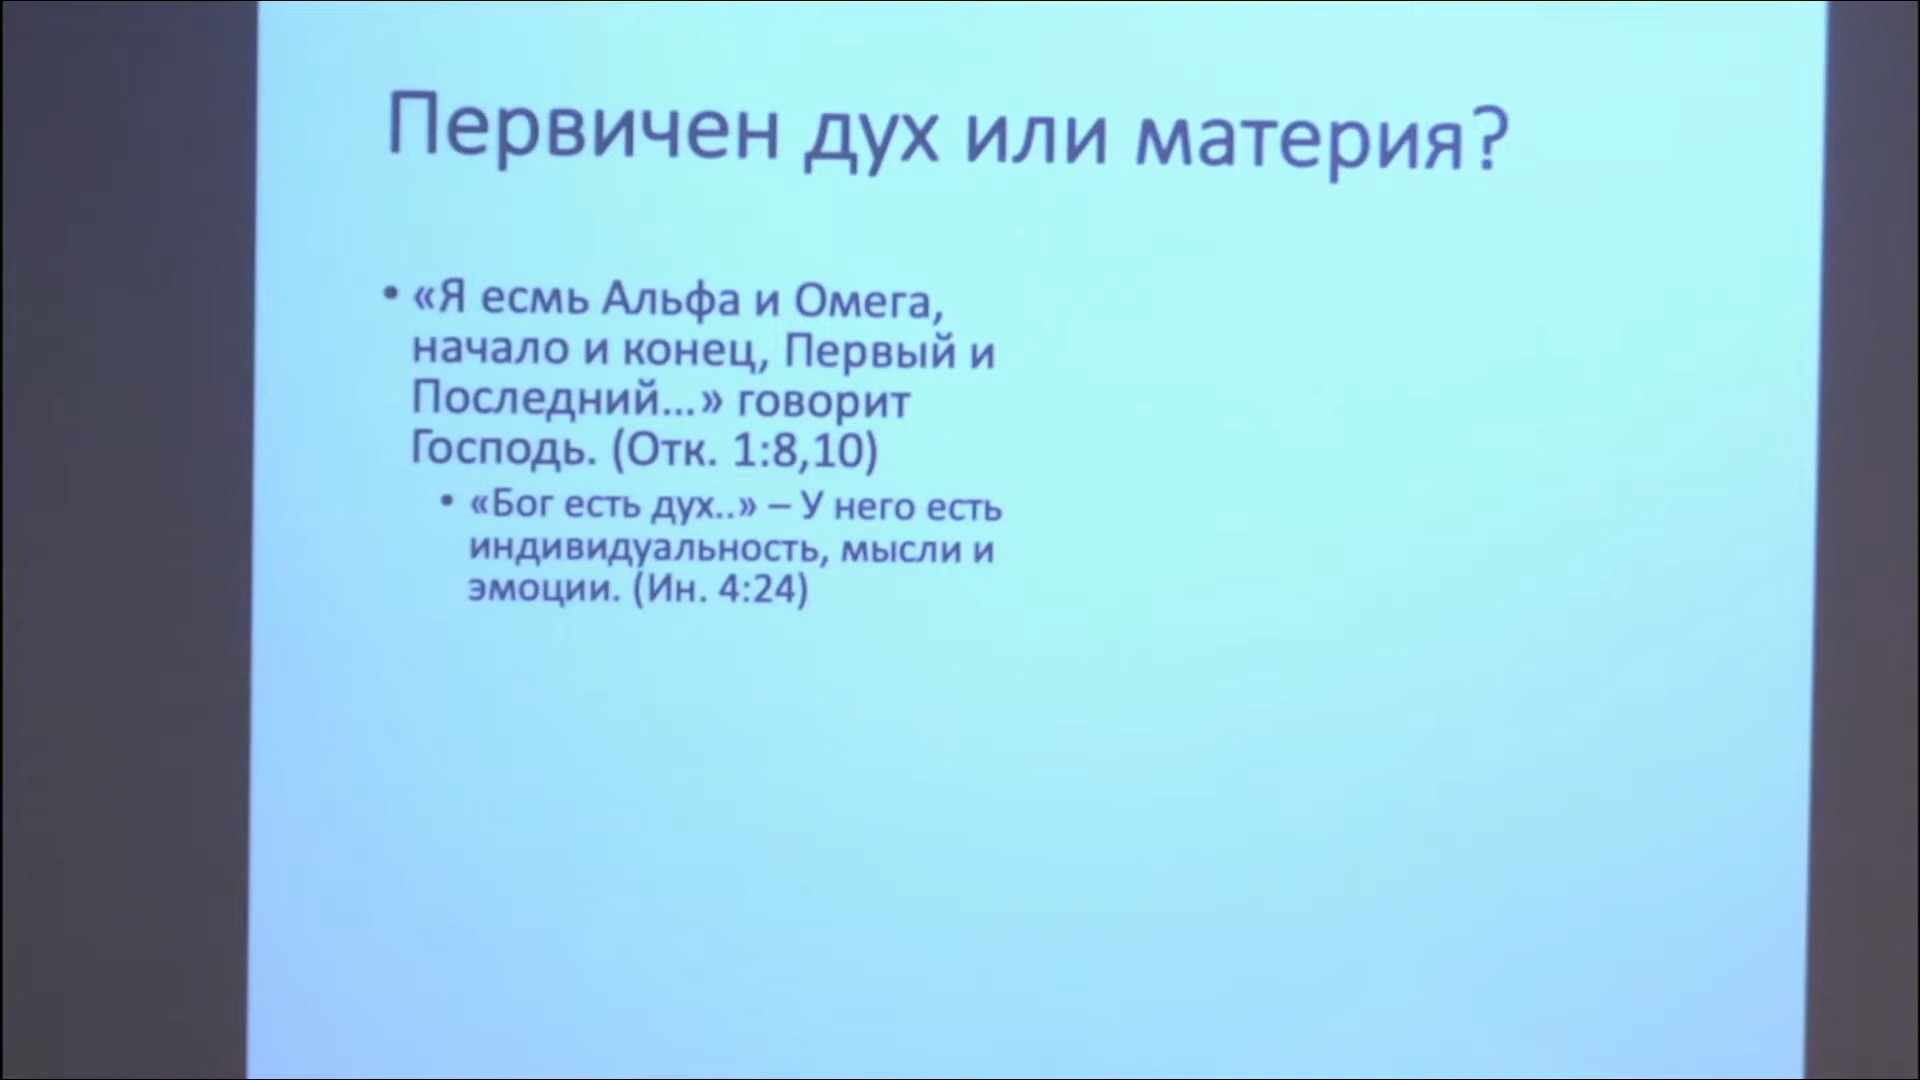 Первичен дух или материя?
• «Я есмь Альфа и Омега,
начало и конец, Первый и
Последний...» говорит
Господь. (Отк. 1:8,10)
• «Бог есть дух..» – У него есть
индивидуальность, мысли и
эмоции. (Ин. 4:24)